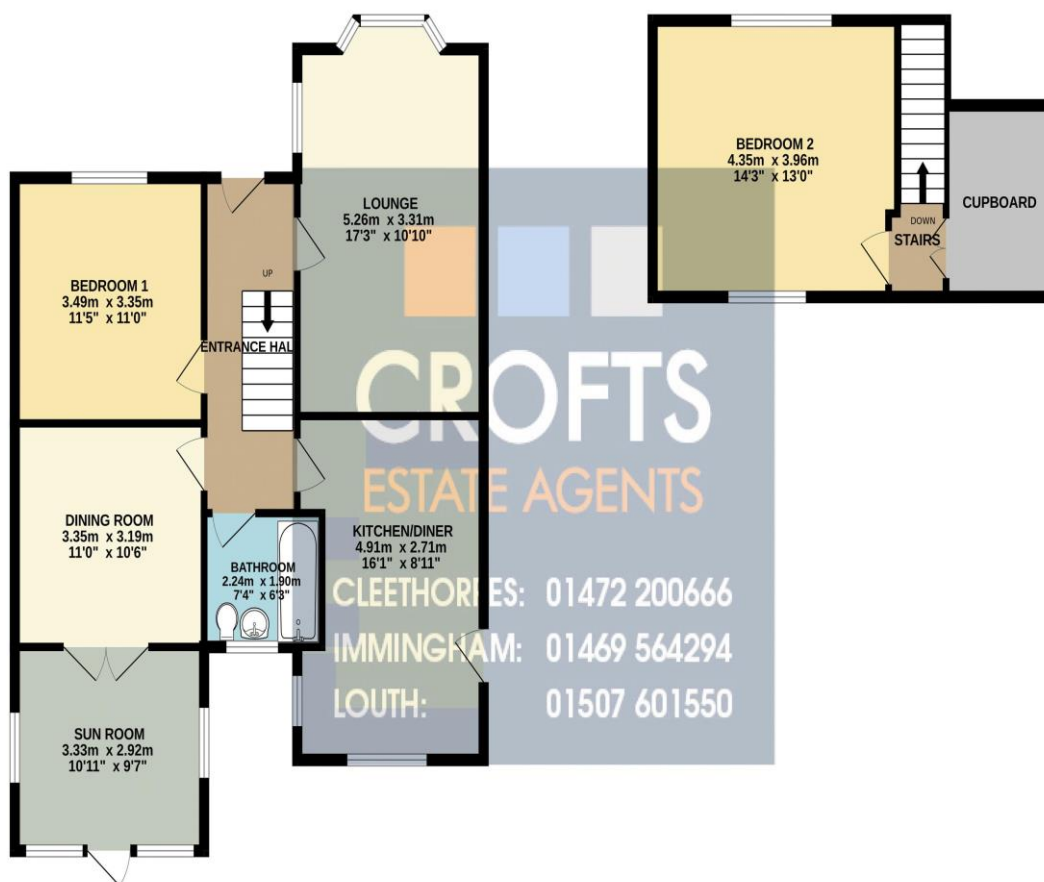 LOUNGE
5.26m x 3.31m
17'3" x 10'10"
BEDROOM 1
3.49m x 3.35m
11'5" x 11'0"
UP
ENTRANCE HAL
DINING ROOM
3.35m x 3.19m
11'0" x 10'6"
BATHROOM
2.24m x 1.90m
7'4" x 6'3"
KITCHEN/DINER
4.91m x 2.71m
16'1" x 8'11"
SUN ROOM
3.33m x 2.92m
10'11" x 9'7"
BEDROOM 2
4.35m x 3.96m
14'3" x 13'0"
DOWN
STAIRS
CUPBOARD
CROFTS
ESTATE AGENTS
CLEETHORPES: 01472 200666
IMMINGHAM: 01469 564294
LOUTH: 01507 601550